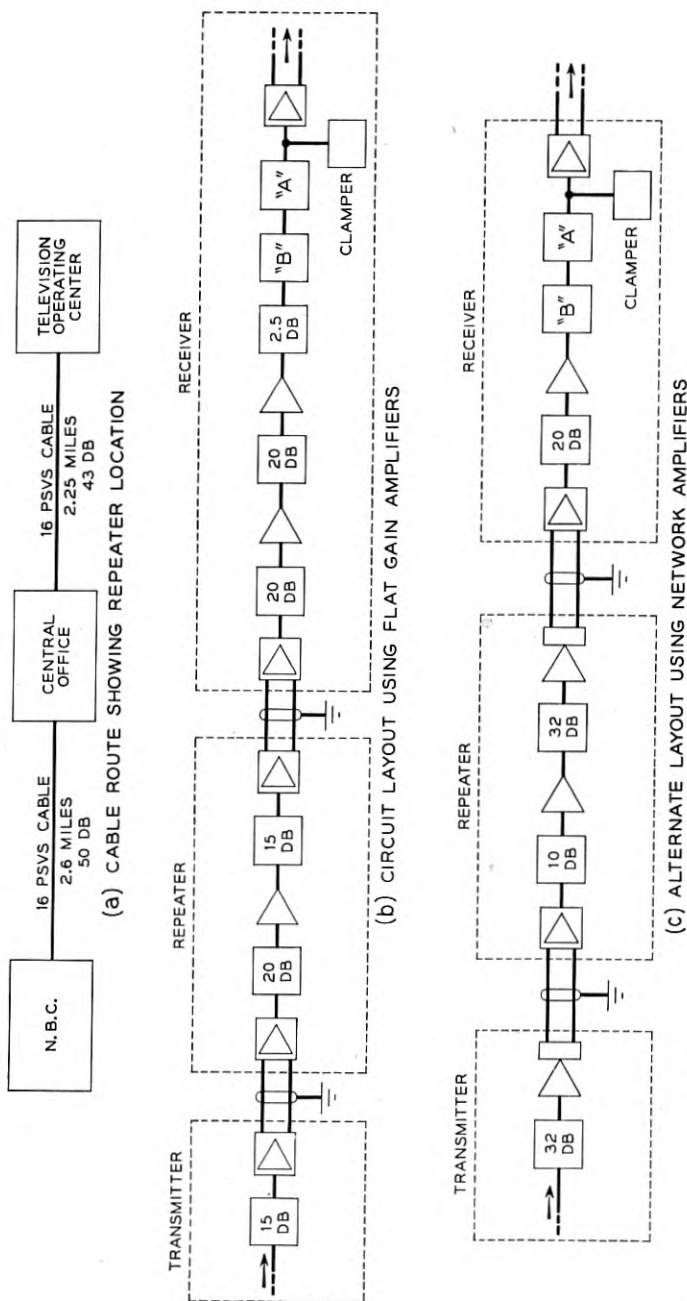 N.B.C.
16 PSVS CABLE
2.6 MILES
50 DB
CENTRAL
OFFICE
16 PSVS CABLE
2.25 MILES
43 DB
TELEVISION
OPERATING
CENTER
(a) CABLE ROUTE SHOWING REPEATER LOCATION
TRANSMITTER
15
DB
REPEATER
20
DB
15
DB
RECEIVER
20
DB
20
DB
2.5
DB
"B"
"A"
CLAMPER
(b) CIRCUIT LAYOUT USING FLAT GAIN AMPLIFIERS
TRANSMITTER
32
DB
REPEATER
10
DB
32
DB
RECEIVER
20
DB
"B"
"A"
CLAMPER
(c) ALTERNATE LAYOUT USING NETWORK AMPLIFIERS